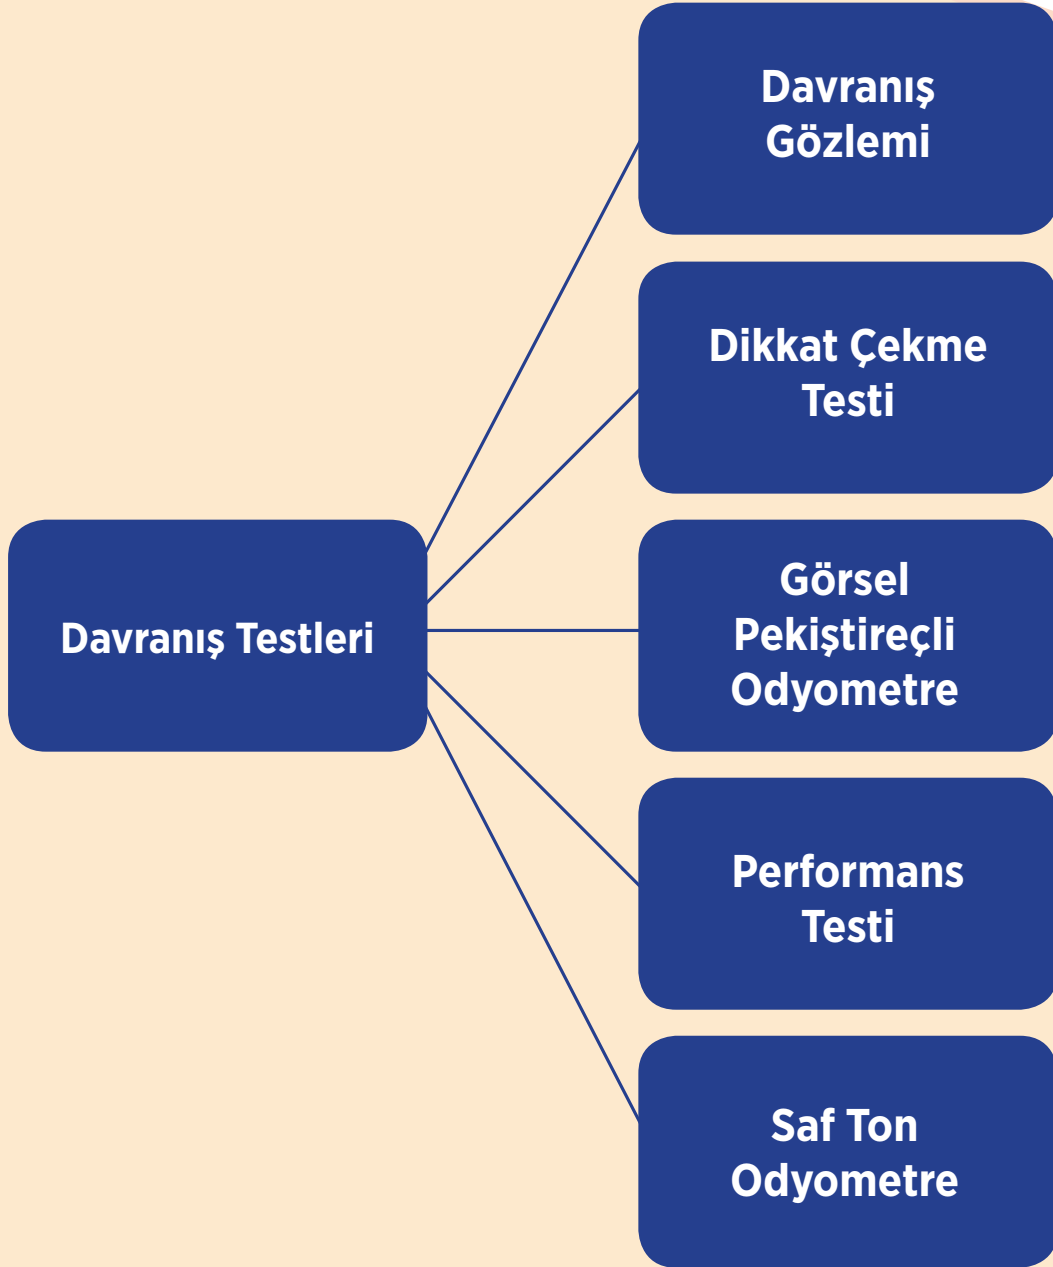 Davranış Testleri
Davranış
Gözlemi
Dikkat Çekme
Testi
Görsel
Pekiştireçli
Odyometre
Performans
Testi
Saf Ton
Odyometre